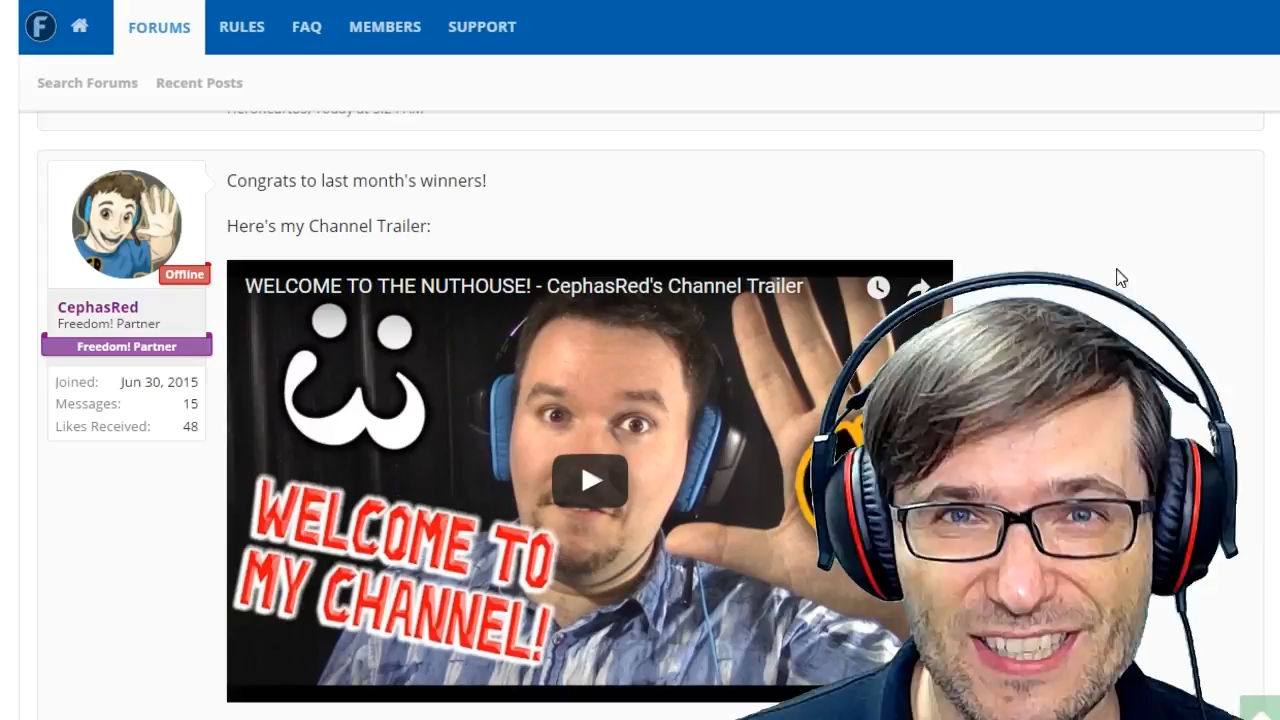 F
FORUMS RULES FAQ MEMBERS SUPPORT
Search Forums Recent Posts
Congrats to last month's winners!
Here's my Channel Trailer:
Offline
CephasRed
Freedom! Partner
Freedom! Partner
Joined: Jun 30, 2015
Messages: 15
Likes Received: 48
WELCOME TO THE NUTHOUSE! - CephasRed's Channel Trailer
WELCOME TO
MY CHANNEL!